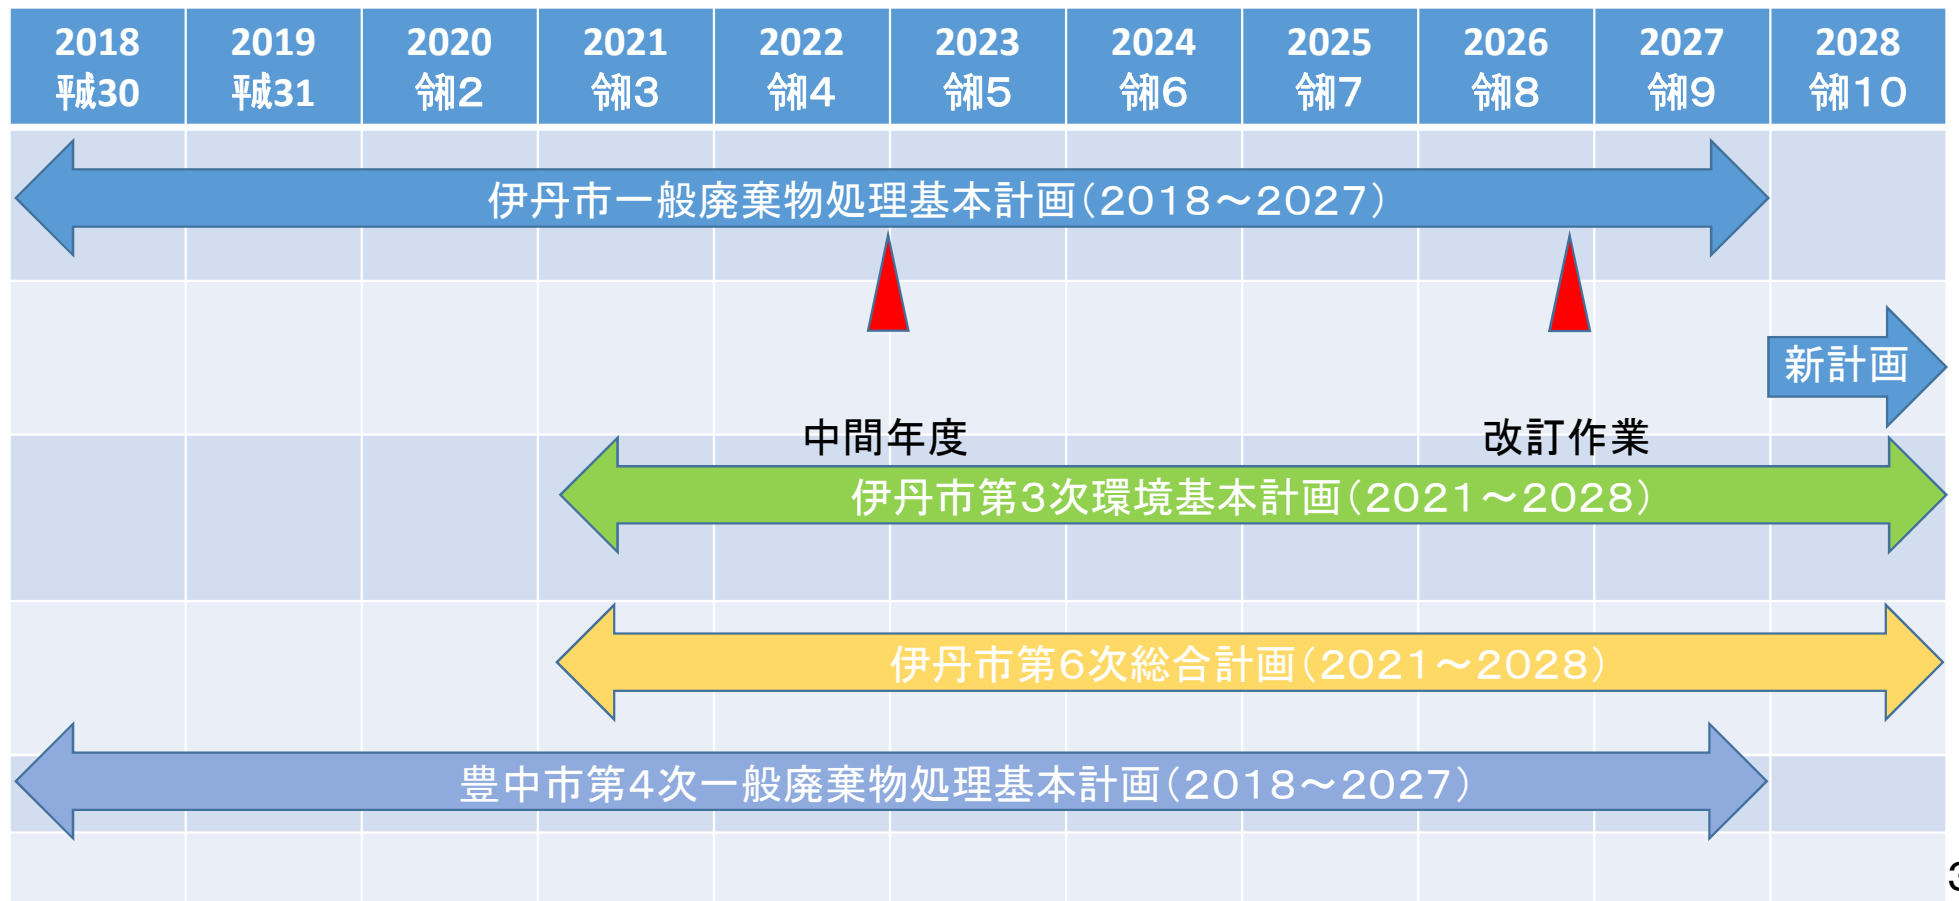 2018 2019 2020 2021 2022 2023 2024 2025 2026 2027 2028
平成30 平成31 令和2 令和3 令和4 令和5 令和6 令和7 令和8 令和9 令和10
伊丹市一般廃棄物処理基本計画(2018～2027)
新計画
中間年度 改訂作業
伊丹市第3次環境基本計画(2021～2028)
伊丹市第6次総合計画(2021～2028)
豊中市第4次一般廃棄物処理基本計画(2018～2027)
3